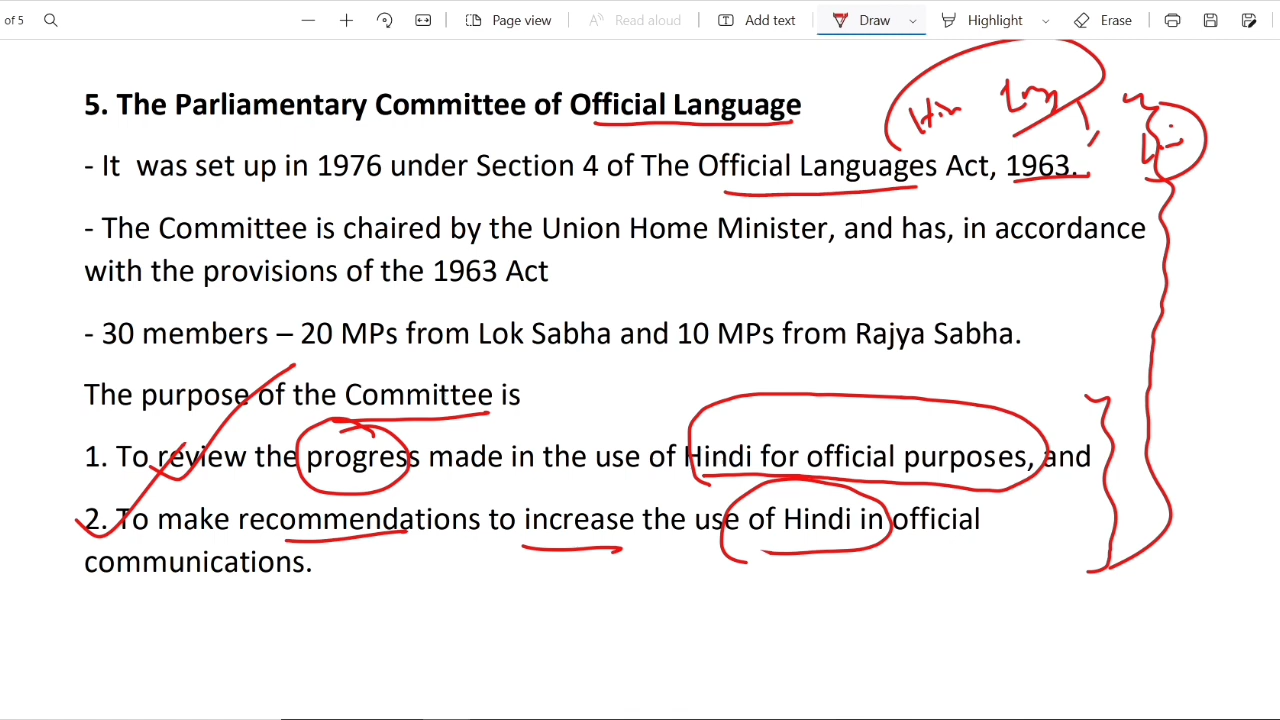 of 5 Page view Read aloud Add text Draw Highlight Erase
5. The Parliamentary Committee of Official Language
- It was set up in 1976 under Section 4 of The Official Languages Act, 1963.
- The Committee is chaired by the Union Home Minister, and has, in accordance
with the provisions of the 1963 Act
- 30 members – 20 MPs from Lok Sabha and 10 MPs from Rajya Sabha.
The purpose of the Committee is
1. To review the progress made in the use of Hindi for official purposes, and
2. To make recommendations to increase the use of Hindi in official
communications.